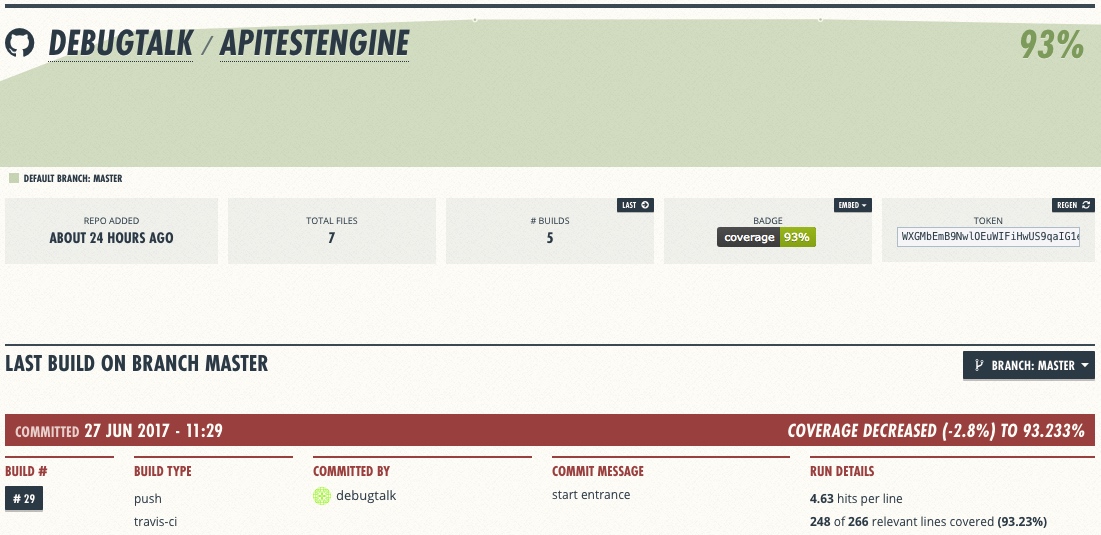 DEBUGTALK / APITESTENGINE
93%
DEFAULT BRANCH: MASTER
REPO ADDED
ABOUT 24 HOURS AGO
TOTAL FILES
7
LAST
# BUILDS
5
EMBED
BADGE
coverage 93%
REGEN
TOKEN
WXGMbEmB9NwlOEuWIFiHwUS9qaIG1
LAST BUILD ON BRANCH MASTER
BRANCH: MASTER
COMMITTED 27 JUN 2017 - 11:29
COVERAGE DECREASED (-2.8%) TO 93.233%
BUILD #
BUILD TYPE
COMMITTED BY
COMMIT MESSAGE
RUN DETAILS
# 29
push
debugtalk
start entrance
4.63 hits per line
travis-ci
248 of 266 relevant lines covered (93.23%)